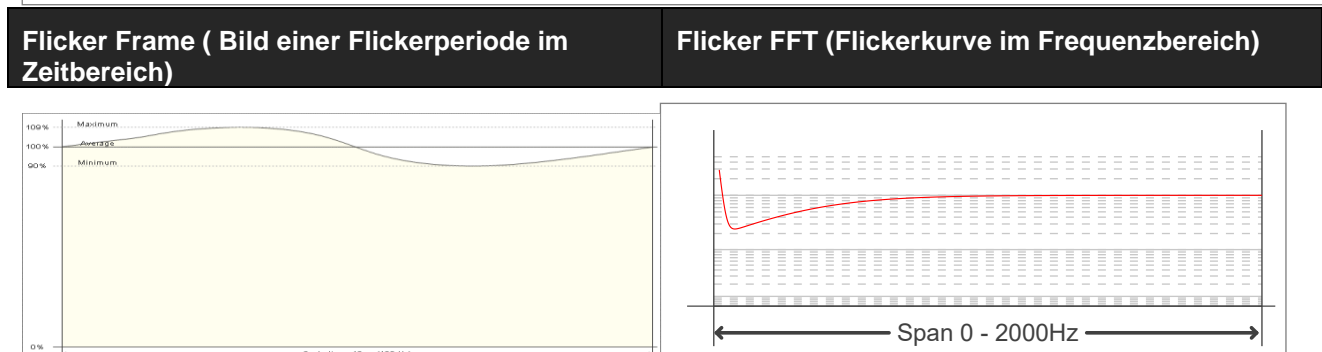 Flicker Frame ( Bild einer Flickerperiode im
Zeitbereich)
Flicker FFT (Flickerkurve im Frequenzbereich)
109%
Maximum
100%
Average
90%
Minimum
0%
Span 0 - 2000Hz